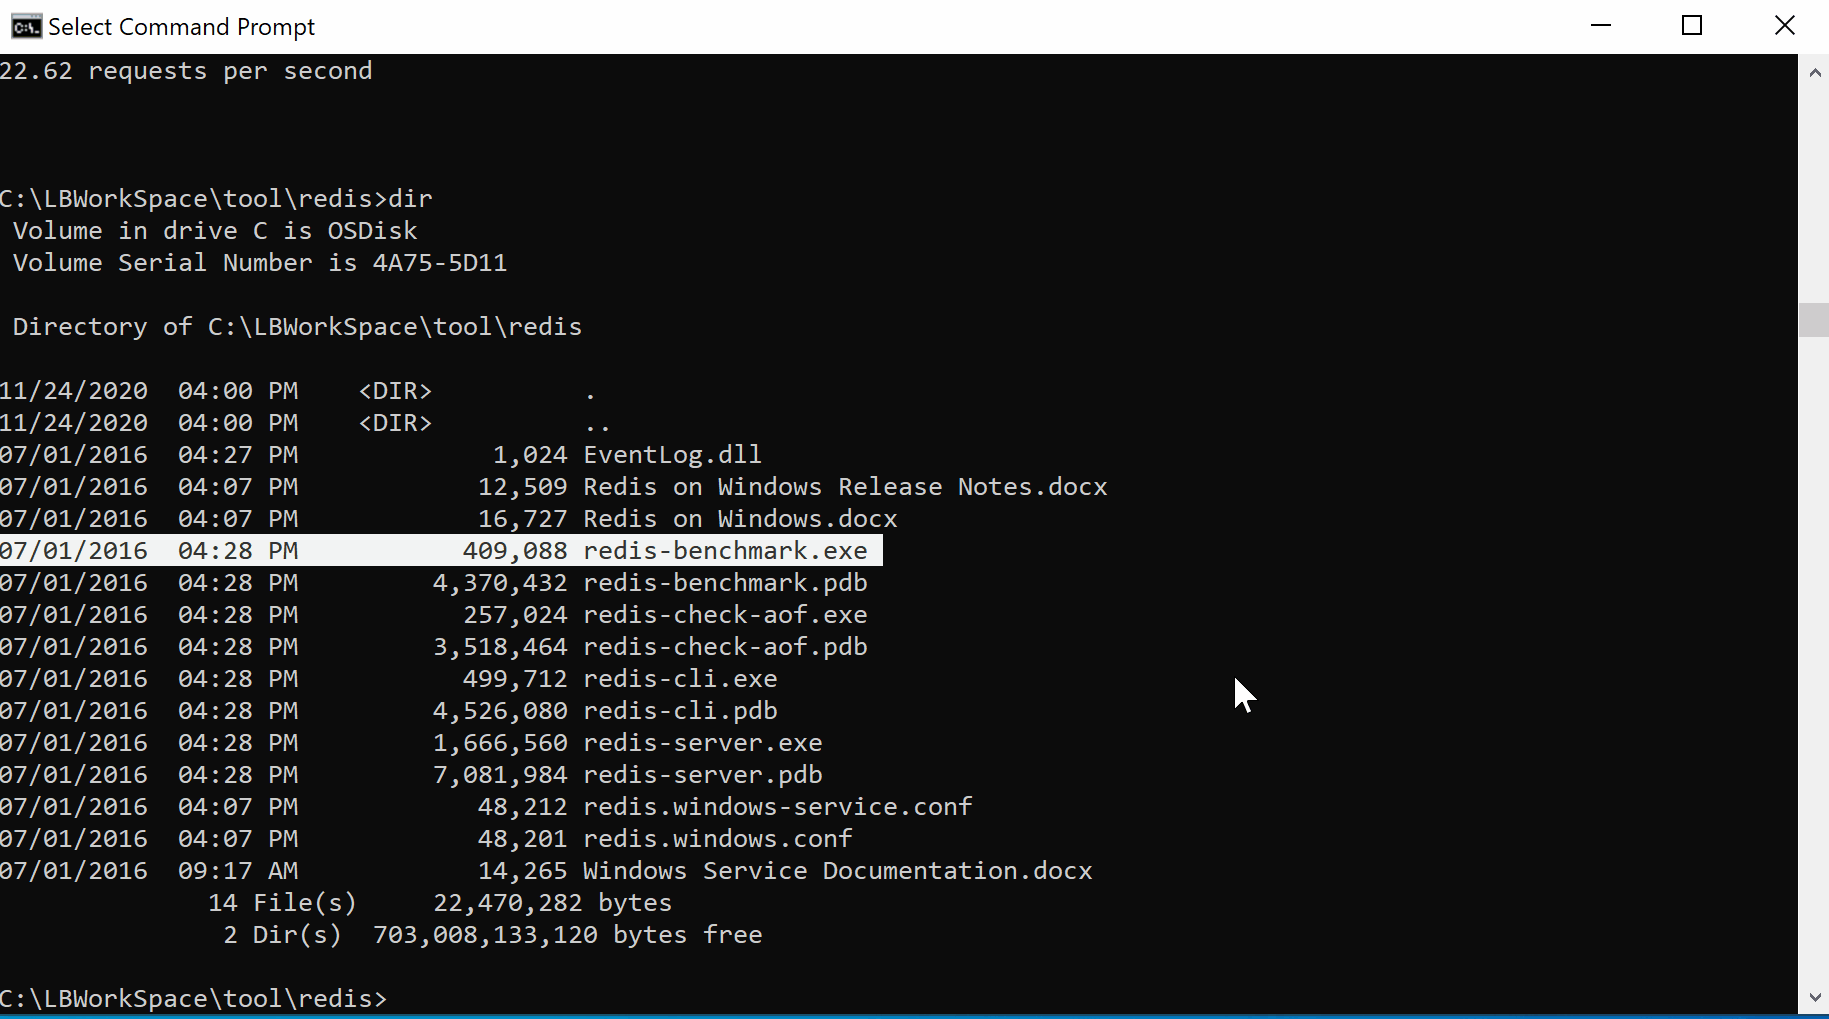 Select Command Prompt
22.62 requests per second
C:\LBWorkSpace\tool\redis>dir
 Volume in drive C is OSDisk
 Volume Serial Number is 4A75-5D11
 Directory of C:\LBWorkSpace\tool\redis
11/24/2020  04:00 PM    <DIR>          .
11/24/2020  04:00 PM    <DIR>          ..
07/01/2016  04:27 PM             1,024 EventLog.dll
07/01/2016  04:07 PM            12,509 Redis on Windows Release Notes.docx
07/01/2016  04:07 PM            16,727 Redis on Windows.docx
07/01/2016  04:28 PM           409,088 redis-benchmark.exe
07/01/2016  04:28 PM         4,370,432 redis-benchmark.pdb
07/01/2016  04:28 PM           257,024 redis-check-aof.exe
07/01/2016  04:28 PM         3,518,464 redis-check-aof.pdb
07/01/2016  04:28 PM           499,712 redis-cli.exe
07/01/2016  04:28 PM         4,526,080 redis-cli.pdb
07/01/2016  04:28 PM         1,666,560 redis-server.exe
07/01/2016  04:28 PM         7,081,984 redis-server.pdb
07/01/2016  04:07 PM            48,212 redis.windows-service.conf
07/01/2016  04:07 PM            48,201 redis.windows.conf
07/01/2016  09:17 AM            14,265 Windows Service Documentation.docx
              14 File(s)     22,470,282 bytes
               2 Dir(s)  703,008,133,120 bytes free
C:\LBWorkSpace\tool\redis>